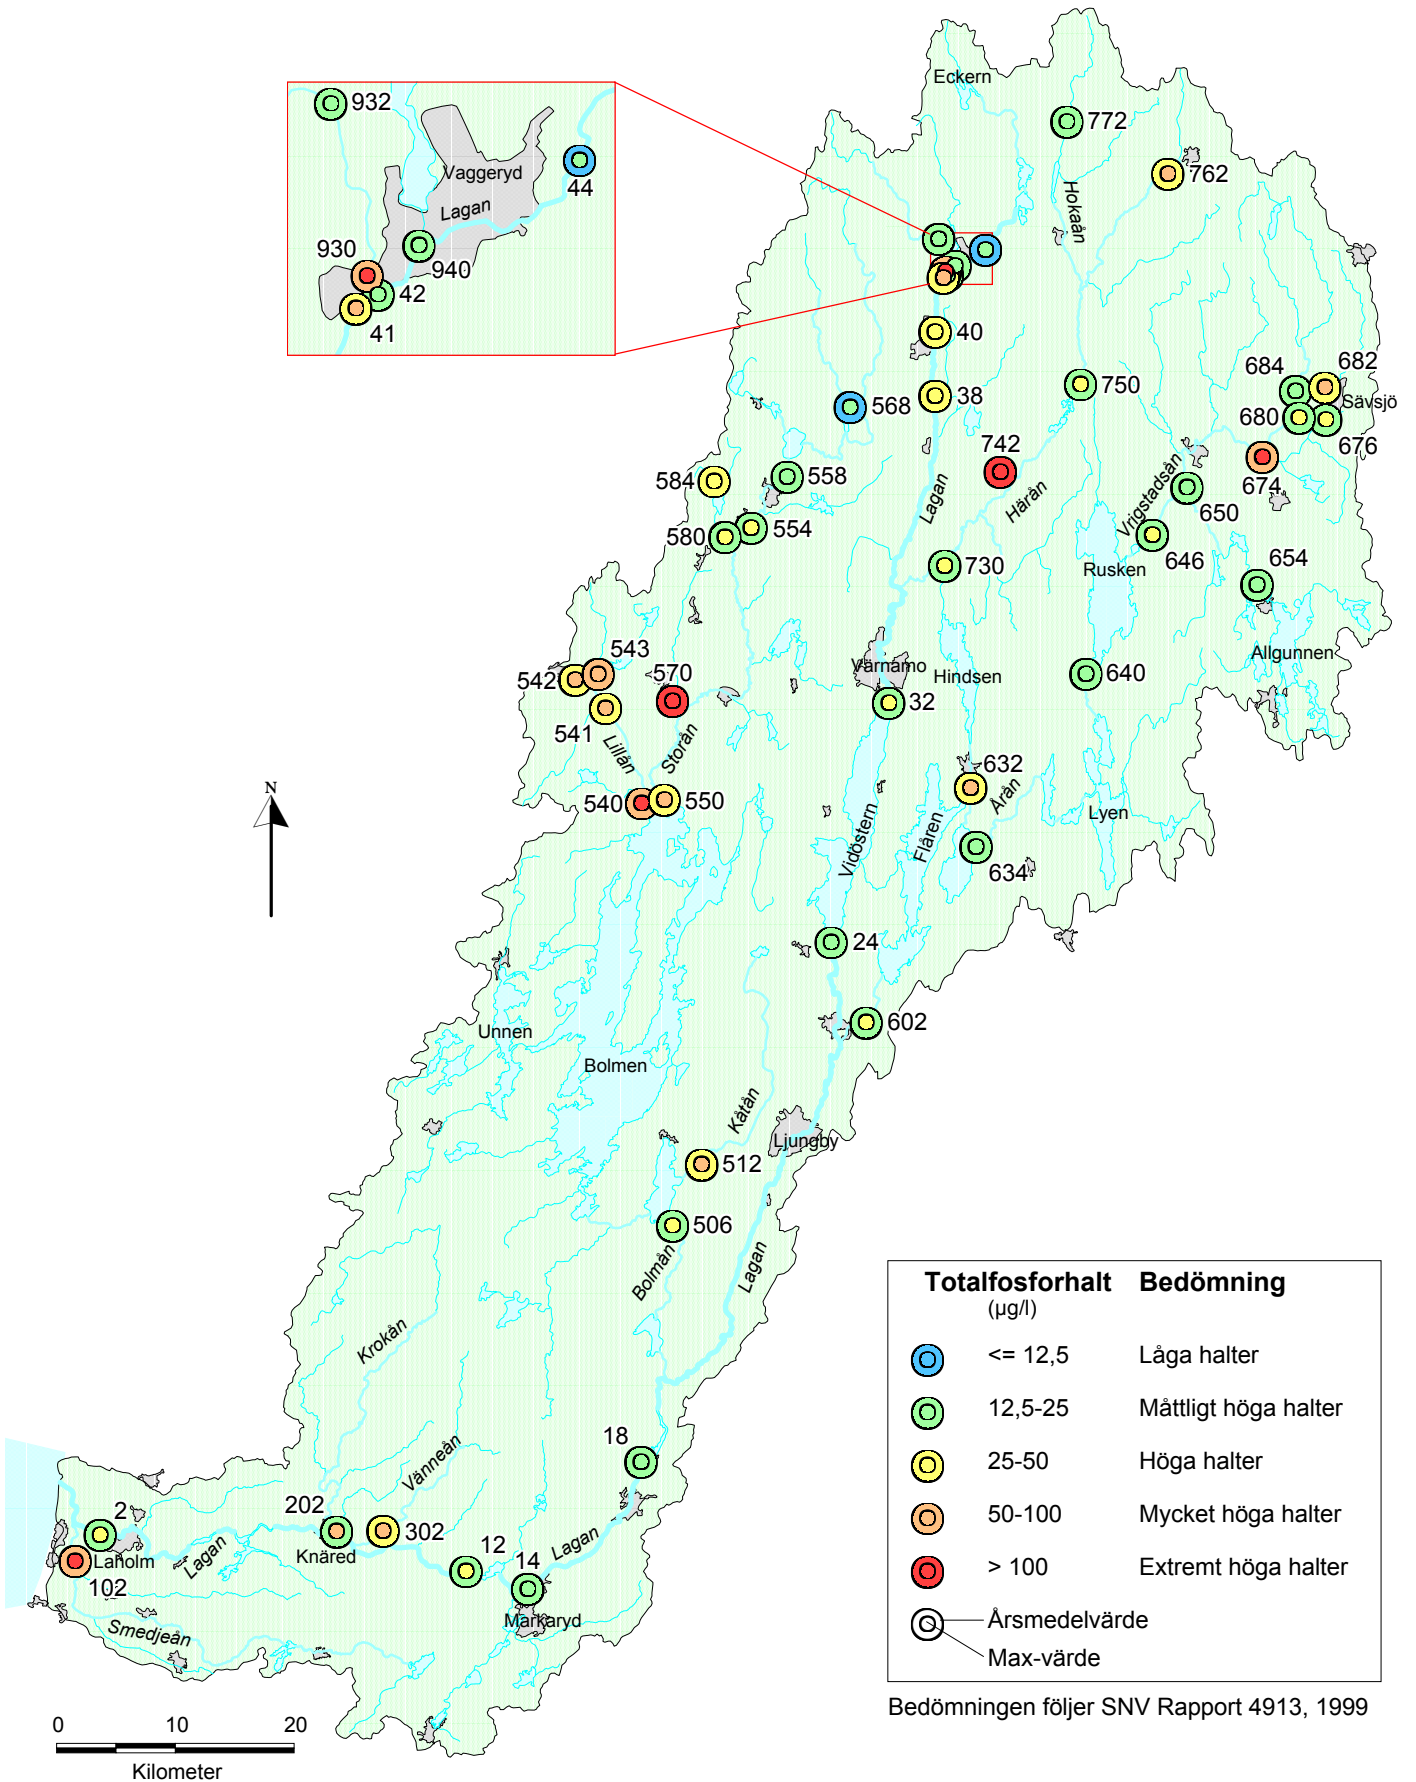 Eckern
932
772
Vaggeryd
762
44
Lagan
Hokaån
930
940
42
41
40
684
682
750
Sävsjö
568
38
680
676
742
584
558
Lagan
Härån
Vrigstadsån
674
650
580
554
646
730
Rusken
654
543
Värnamo
Allgunnen
542
570
Hindsen
640
32
541
Lillån
Storån
N
632
540
550
Årån
Vidöstern
Flåren
Lyen
634
24
602
Unnen
Bolmen
Kåtån
Ljungby
512
506
Bolmån
Lagan
Krokån
Totalfosforhalt Bedömning
(µg/l)
<= 12,5 Låga halter
12,5-25 Måttligt höga halter
25-50 Höga halter
50-100 Mycket höga halter
> 100 Extremt höga halter
Årsmedelvärde
Max-värde
Bedömningen följer SNV Rapport 4913, 1999
18
Vänneån
202
2
302
Lagan
Lagan
Knäred
12
14
Laholm
102
Markaryd
Smedjeån
0 10 20
Kilometer